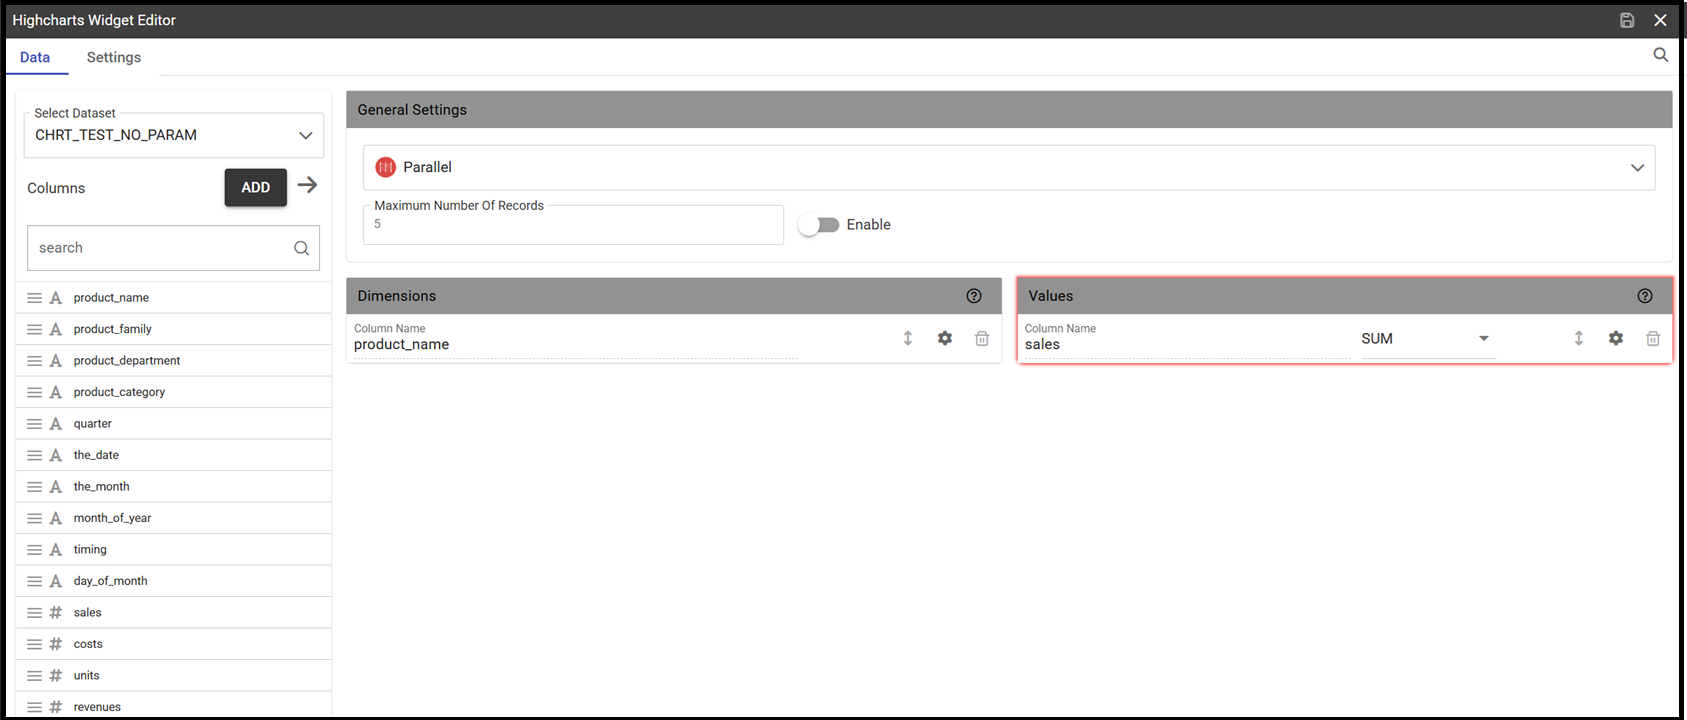 Highcharts Widget Editor
Data Settings
Select Dataset
CHRT_TEST_NO_PARAM
Columns ADD
search
product_name
product_family
product_department
product_category
quarter
the_date
the_month
month_of_year
timing
day_of_month
sales
costs
units
revenues
General Settings
Parallel
Maximum Number Of Records
5 Enable
Dimensions
Column Name
product_name
Values
Column Name
sales SUM